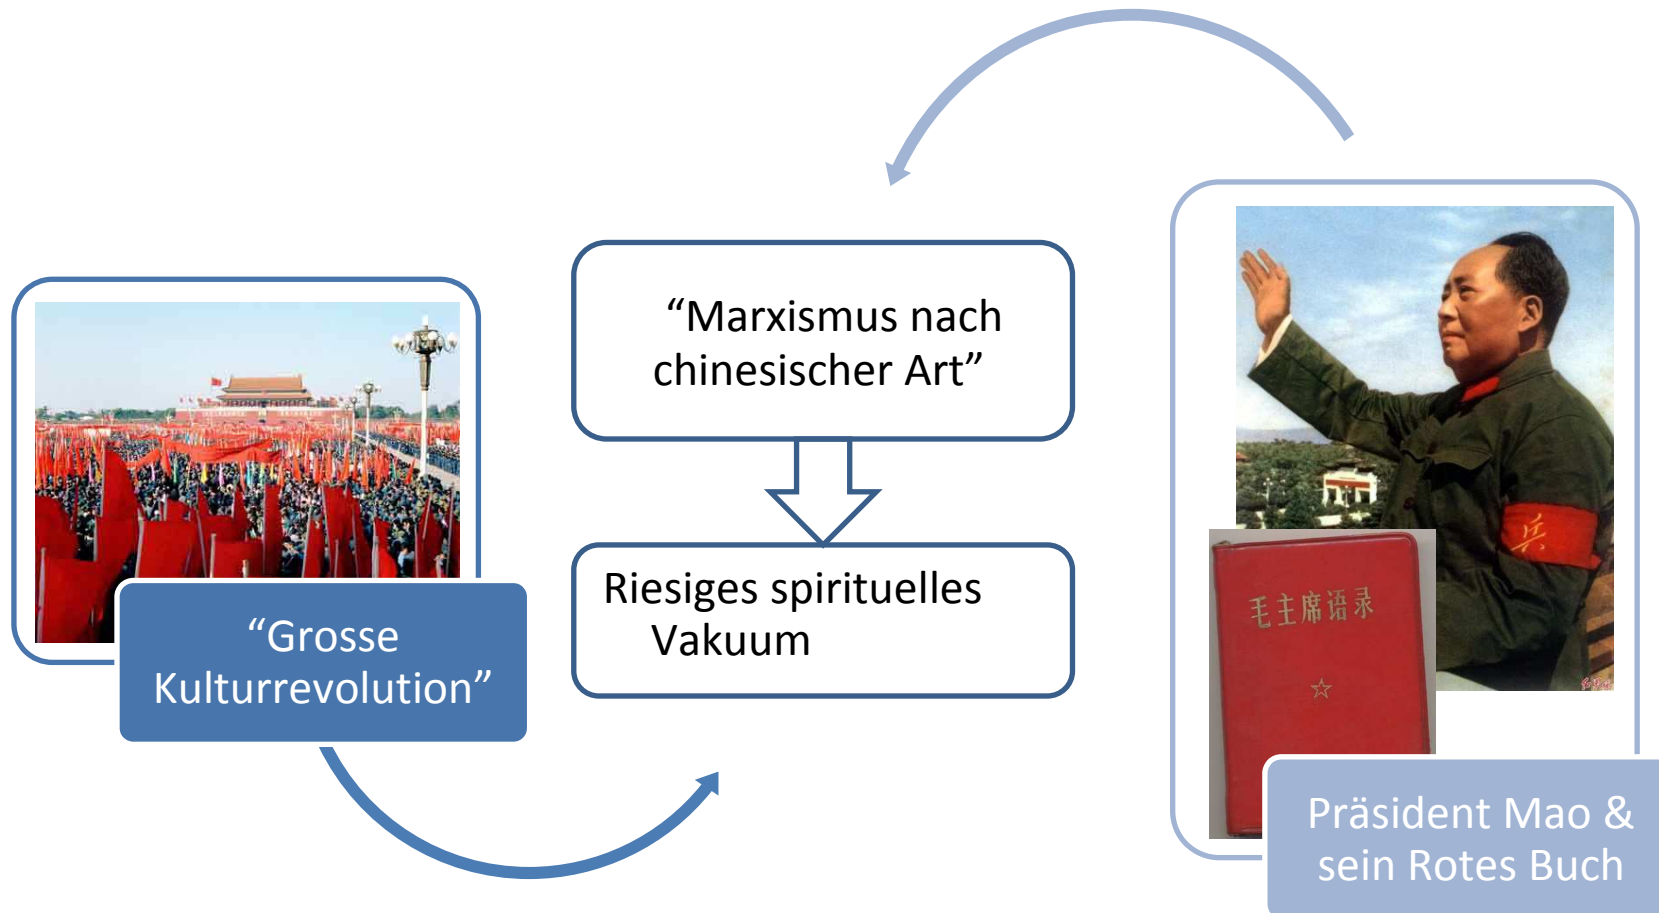 “Marxismus nach
chinesischer Art”
Riesiges spirituelles
Vakuum
“Grosse
Kulturrevolution”
兵
毛主席语录
Präsident Mao &
sein Rotes Buch